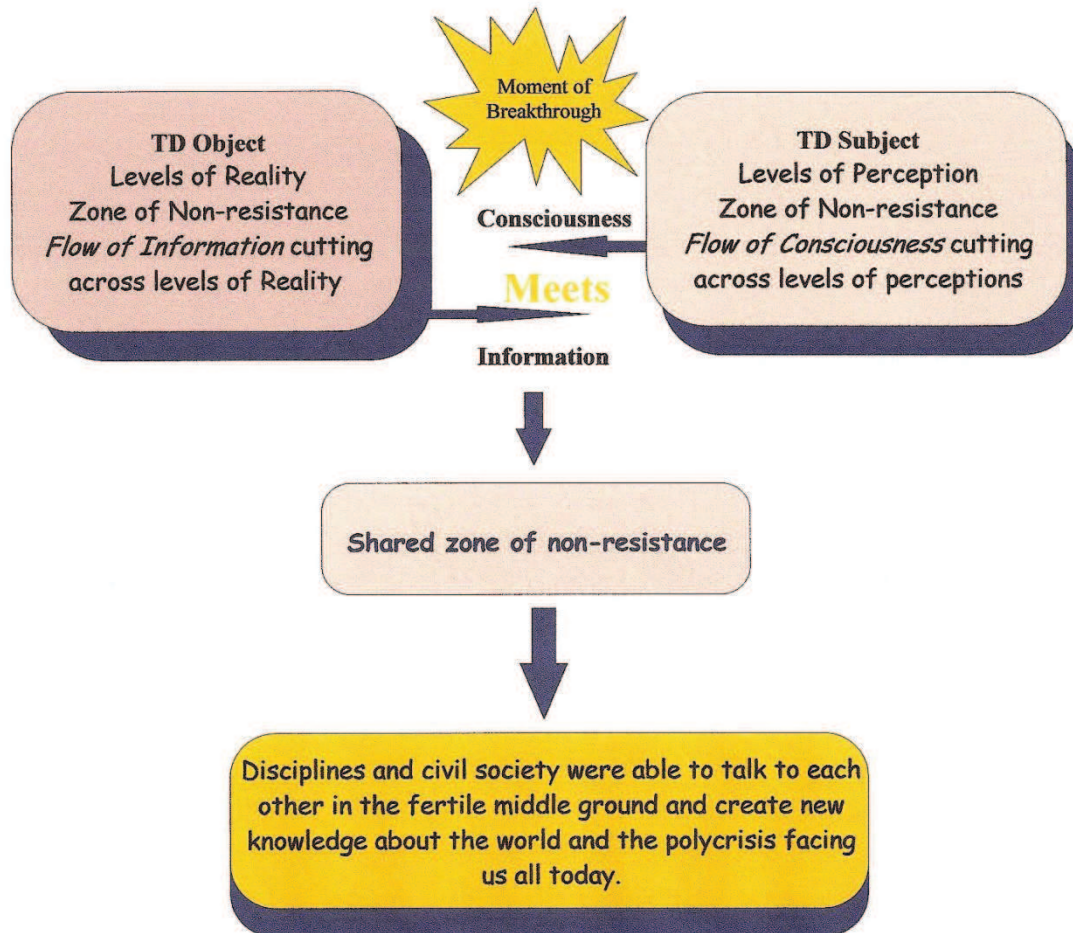 Moment of
Breakthrough
TD Object
Levels of Reality
Zone of Non-resistance
Flow of Information cutting
across levels of Reality
TD Subject
Levels of Perception
Zone of Non-resistance
Flow of Consciousness cutting
across levels of perceptions
Consciousness
Meets
Information
Shared zone of non-resistance
Disciplines and civil society were able to talk to each
other in the fertile middle ground and create new
knowledge about the world and the polycrisis facing
us all today.